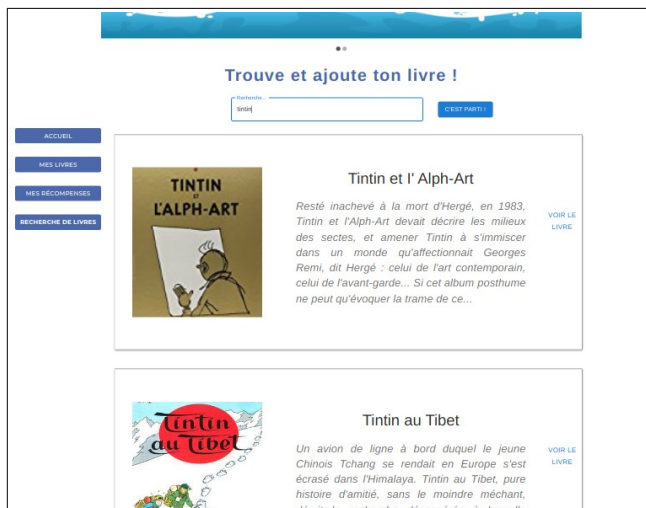 Trouve et ajoute ton livre !
Recherche...
tintin
C'EST PARTI !
ACCUEIL
MES LIVRES
MES RÉCOMPENSES
RECHERCHE DE LIVRES
TINTIN
ET
L'ALPH-ART
Tintin et l' Alph-Art
Resté inachevé à la mort d'Hergé, en 1983,
Tintin et l'Alph-Art devait décrire les milieux
des sectes, et amener Tintin à s'immiscer
dans un monde qu'affectionnait Georges
Remi, dit Hergé : celui de l'art contemporain,
celui de l'avant-garde... Si cet album posthume
ne peut qu'évoquer la trame de ce...
VOIR LE
LIVRE
Tintin
au Tibet
Tintin au Tibet
Un avion de ligne à bord duquel le jeune
Chinois Tchang se rendait en Europe s'est
écrasé dans l'Himalaya. Tintin au Tibet, pure
histoire d'amitié, sans le moindre méchant,
VOIR LE
LIVRE